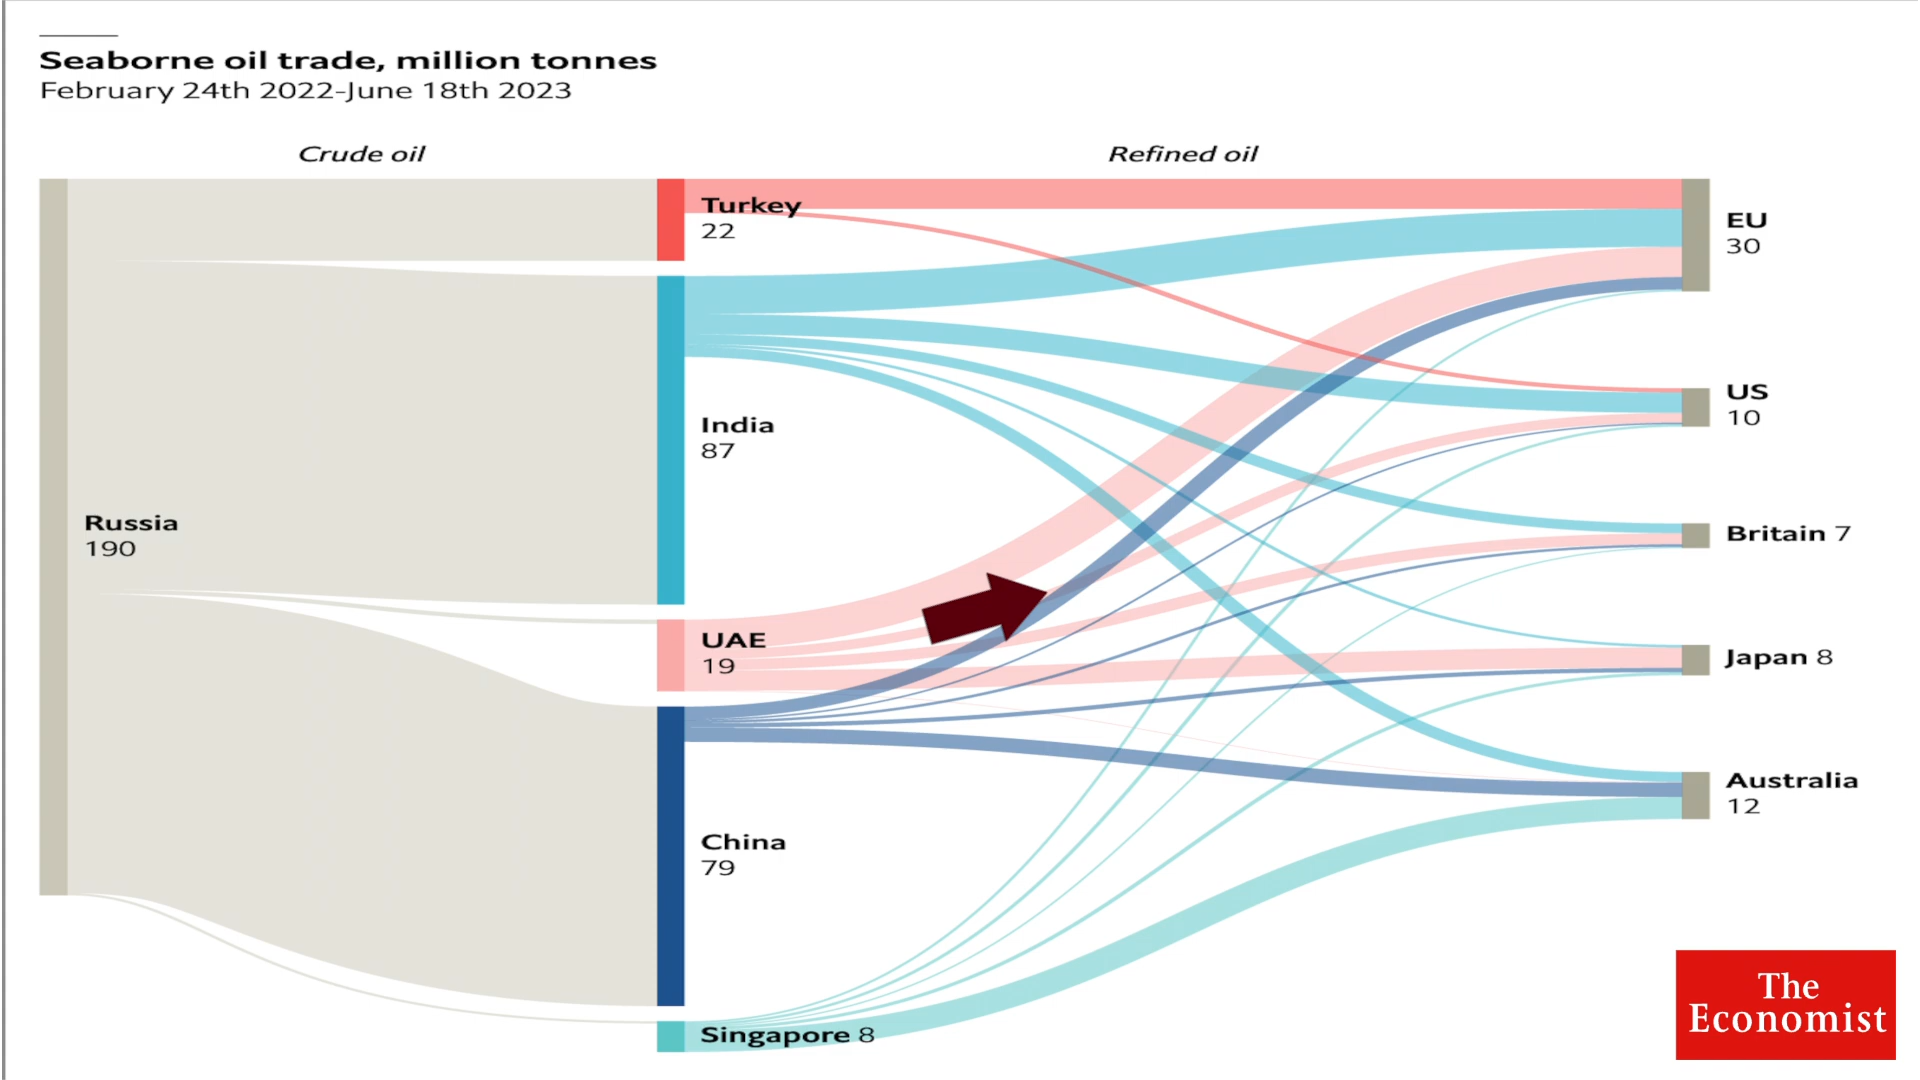 Seaborne oil trade, million tonnes
February 24th 2022-June 18th 2023
Crude oil
Refined oil
Russia
190
Turkey
22
India
87
UAE
19
China
79
Singapore 8
EU
30
US
10
Britain 7
Japan 8
Australia
12
The
Economist